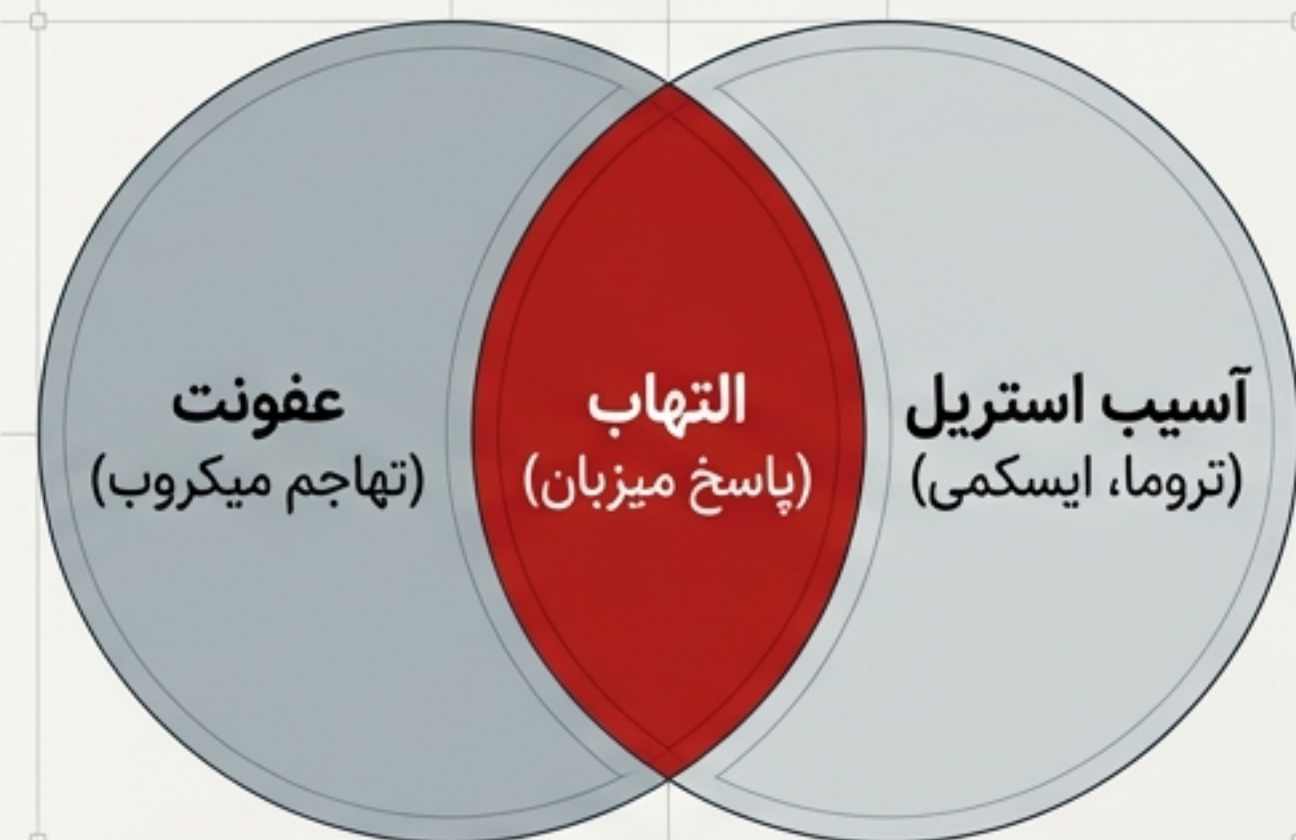 آسیب استریل
(تروما، ایسکمی)
التهاب
(پاسخ میزبان)
عفونت
(تهاجم میکروب)